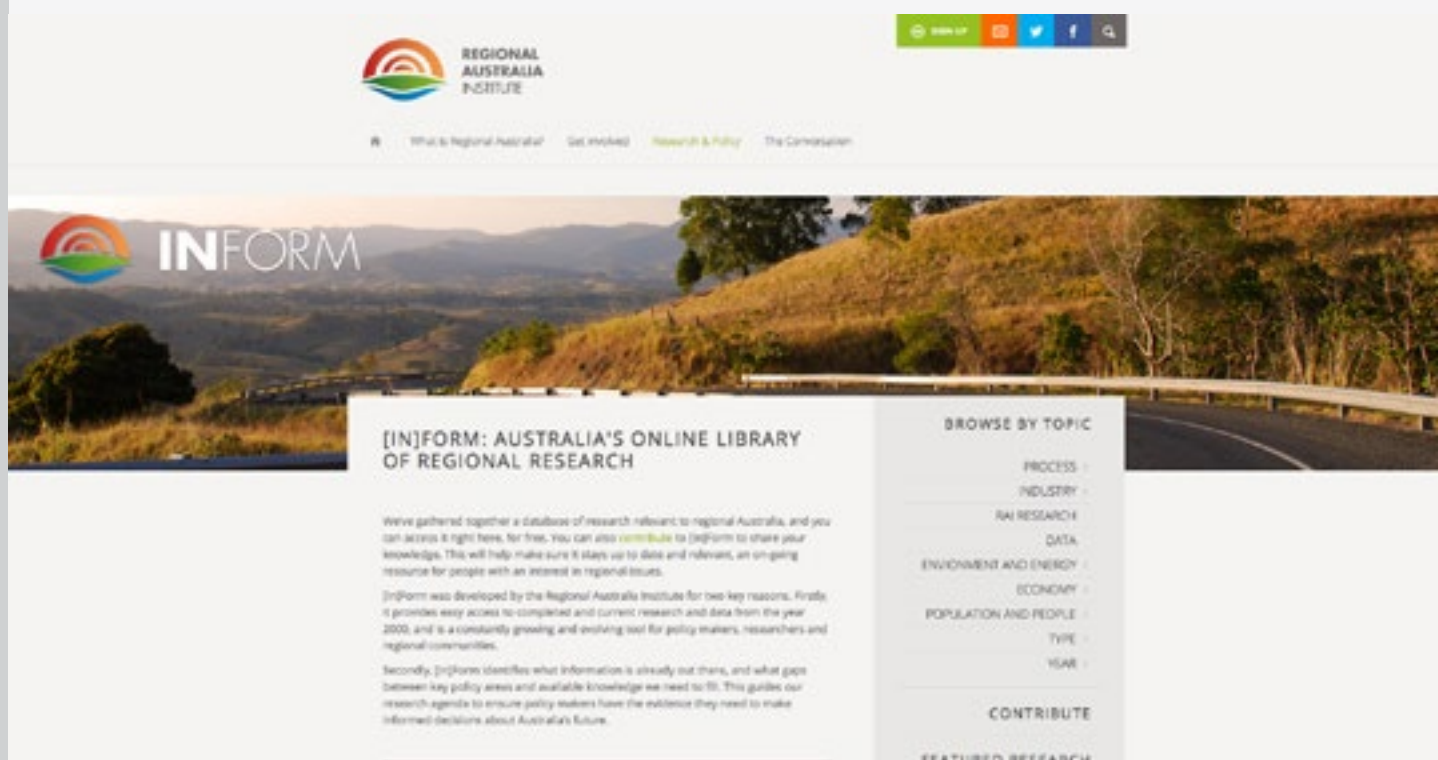 SIGN UP
REGIONAL
AUSTRALIA
INSTITUTE
What is Regional Australia? Get Involved Research & Policy The Conversation
INFORM
[IN]FORM: AUSTRALIA'S ONLINE LIBRARY
OF REGIONAL RESEARCH
We've gathered together a database of research relevant to regional Australia, and you
can access it right here, for free. You can also contribute to [In]Form to share your
knowledge. This will help make sure it stays up to date and relevant, an on-going
resource for people with an interest in regional issues.
[In]Form was developed by the Regional Australia Institute for two key reasons. Firstly,
it provides easy access to completed and current research and data from the year
2000, and is a constantly growing and evolving tool for policy makers, researchers and
regional communities.
Secondly, [In]Form identifies what information is already out there, and what gaps
between key policy areas and available knowledge we need to fill. This guides our
research agenda to ensure policy makers have the evidence they need to make
informed decisions about Australia's future.
BROWSE BY TOPIC
PROCESS
INDUSTRY
RAI RESEARCH
DATA
ENVIONMENT AND ENERGY
ECONOMY
POPULATION AND PEOPLE
TYPE
YEAR
CONTRIBUTE
FEATURED RESEARCH